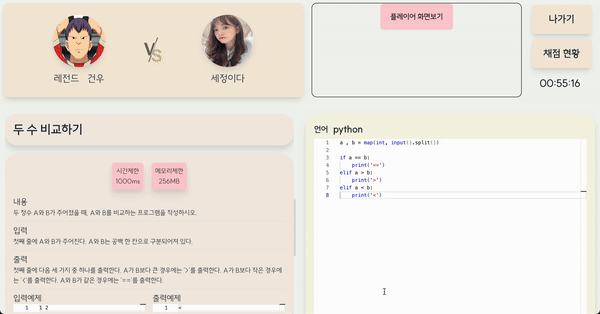 레전드 건우
VS
세정이다
플레이어 화면보기
나가기
채점 현황
00:55:16
두 수 비교하기
시간제한
1000ms
메모리제한
256MB
내용
두 정수 A와 B가 주어졌을 때, A와 B를 비교하는 프로그램을 작성하시오.
입력
첫째 줄에 A와 B가 주어진다. A와 B는 공백 한 칸으로 구분되어져 있다.
출력
첫째 줄에 다음 세 가지 중 하나를 출력한다. A가 B보다 큰 경우에는 '>'를 출력한다. A가 B보다 작은 경우에
는 '<'를 출력한다. A와 B가 같은 경우에는 '=='를 출력한다.
입력예제
1 1 2
출력예제
1 <
언어 python
1 a , b = map(int, input().split())
2
3 if a == b:
4 print('==')
5 elif a > b:
6 print('>')
7 elif a < b:
8 print('<')